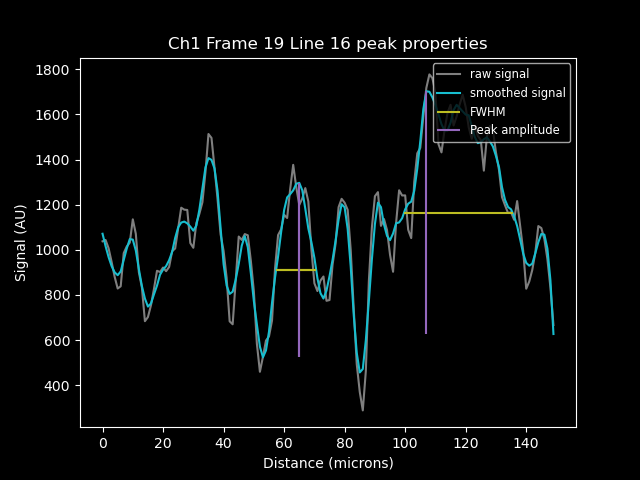 Ch1 Frame 19 Line 16 peak properties
raw signal
smoothed signal
FWHM
Peak amplitude
Signal (AU)
1800
1600
1400
1200
1000
800
600
400
0 20 40 60 80 100 120 140
Distance (microns)